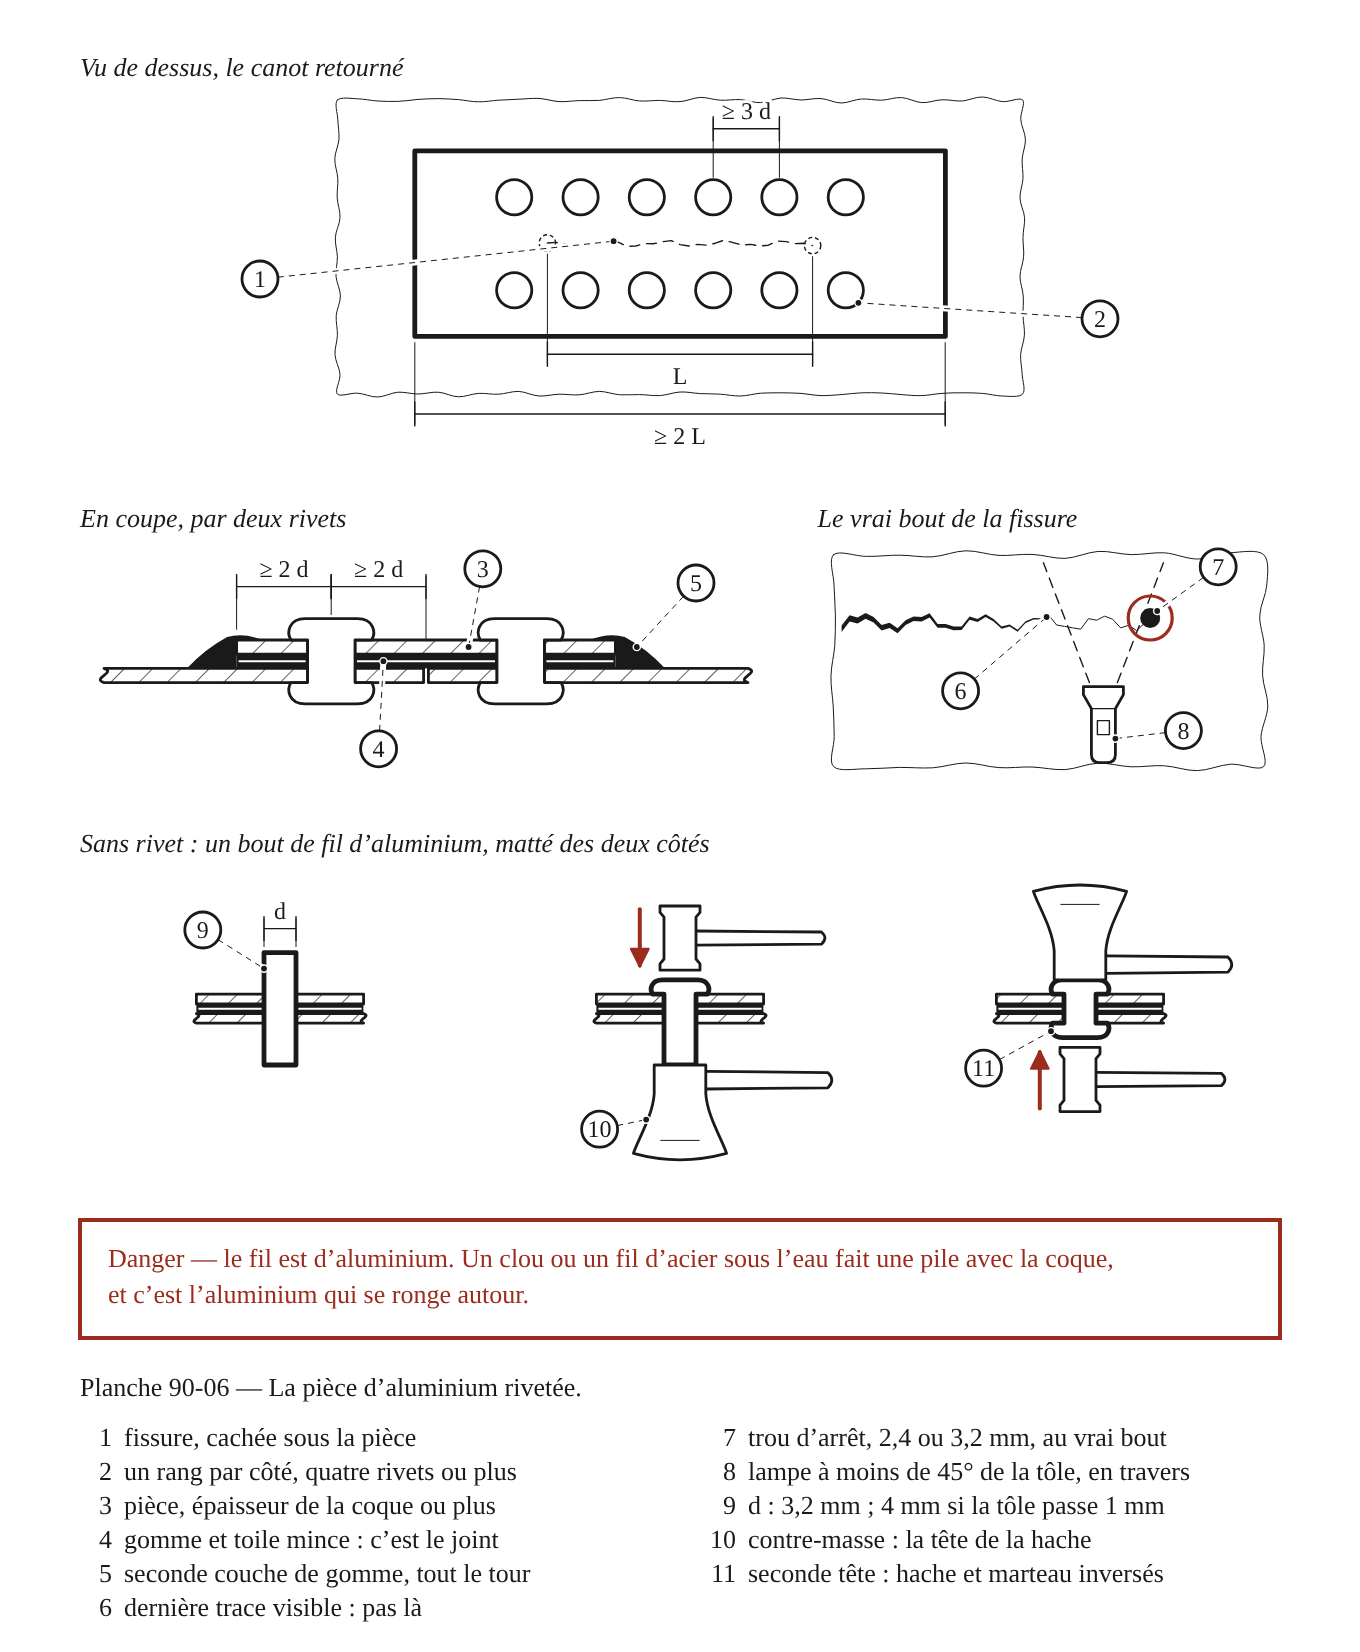 Vu de dessus, le canot retourné
≥ 3 d
1
2
L
≥ 2 L
En coupe, par deux rivets
≥ 2 d
≥ 2 d
3
5
4
Le vrai bout de la fissure
7
6
8
Sans rivet : un bout de fil d’aluminium, matté des deux côtés
d
9
10
11
Danger — le fil est d’aluminium. Un clou ou un fil d’acier sous l’eau fait une pile avec la coque,
et c’est l’aluminium qui se ronge autour.
Planche 90-06 — La pièce d’aluminium rivetée.
1 fissure, cachée sous la pièce
2 un rang par côté, quatre rivets ou plus
3 pièce, épaisseur de la coque ou plus
4 gomme et toile mince : c’est le joint
5 seconde couche de gomme, tout le tour
6 dernière trace visible : pas là
7 trou d’arrêt, 2,4 ou 3,2 mm, au vrai bout
8 lampe à moins de 45° de la tôle, en travers
9 d : 3,2 mm ; 4 mm si la tôle passe 1 mm
10 contre-masse : la tête de la hache
11 seconde tête : hache et marteau inversés